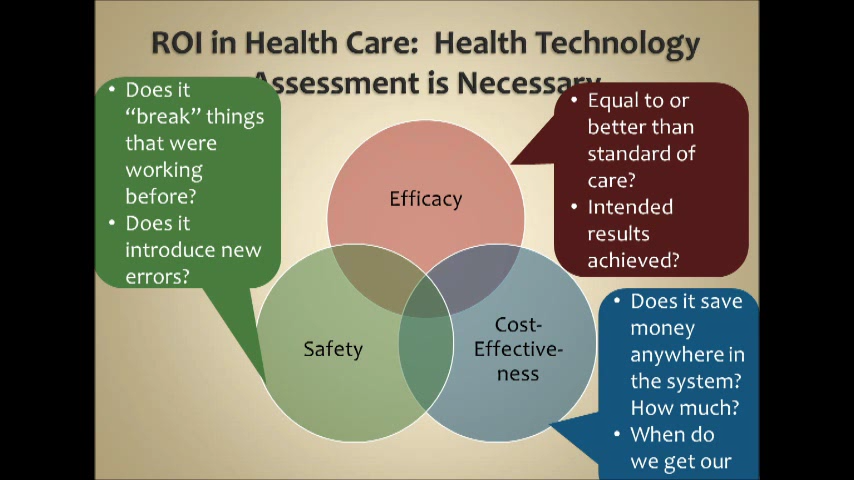 ROI in Health Care: Health Technology
Assessment is Necessary
• Does it
“break” things
that were
working
before?
• Does it
introduce new
errors?
• Equal to or
better than
standard of
care?
• Intended
results
achieved?
Efficacy
Safety
Cost-
Effective-
ness
• Does it save
money
anywhere in
the system?
How much?
• When do
we get our